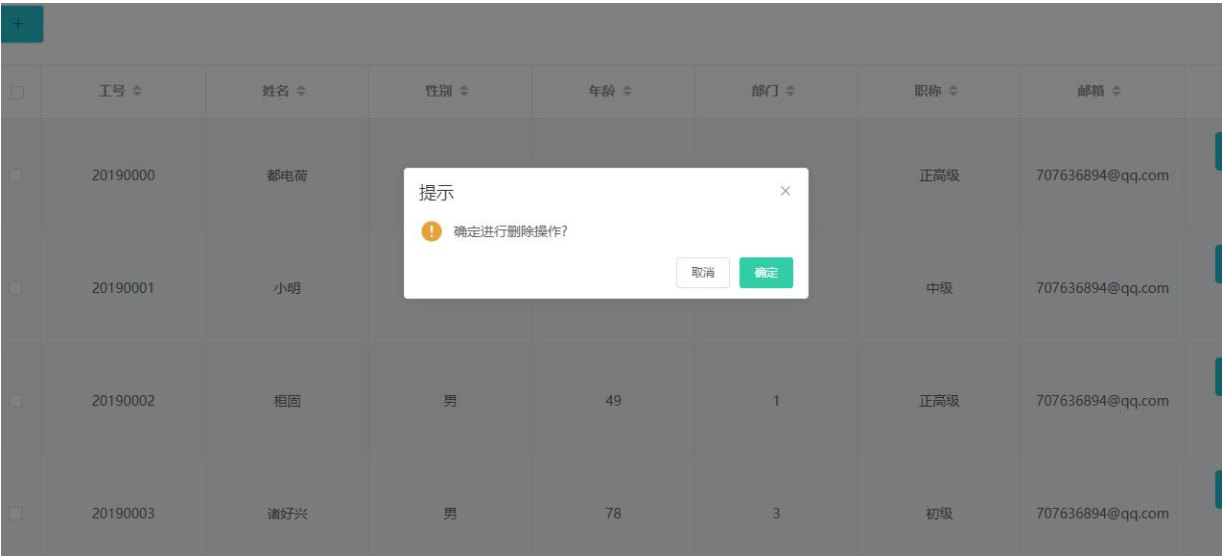 +
工号 姓名 性别 年龄 部门 职称 邮箱
20190000 都电荷 正高级 707636894@qq.com
提示
确定进行删除操作?
取消 确定
20190001 小明 中级 707636894@qq.com
20190002 桓固 男 49 1 正高级 707636894@qq.com
20190003 诸好兴 男 78 3 初级 707636894@qq.com